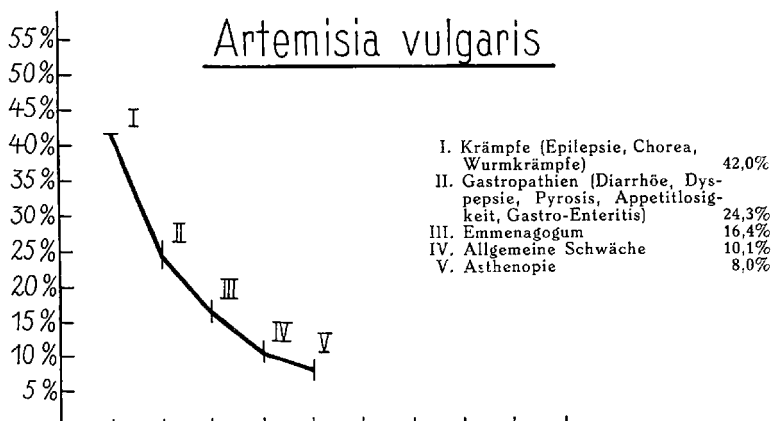 Artemisia vulgaris
55%
50%
45%
40%
35%
30%
25%
20%
15%
10%
5%
I
II
III
IV
V
I. Krämpfe (Epilepsie, Chorea,
Wurmkrämpfe) 42,0%
II. Gastropathien (Diarrhöe, Dys-
pepsie, Pyrosis, Appetitlosig-
keit, Gastro-Enteritis) 24,3%
III. Emmenagogum 16,4%
IV. Allgemeine Schwäche 10,1%
V. Asthenopie 8,0%